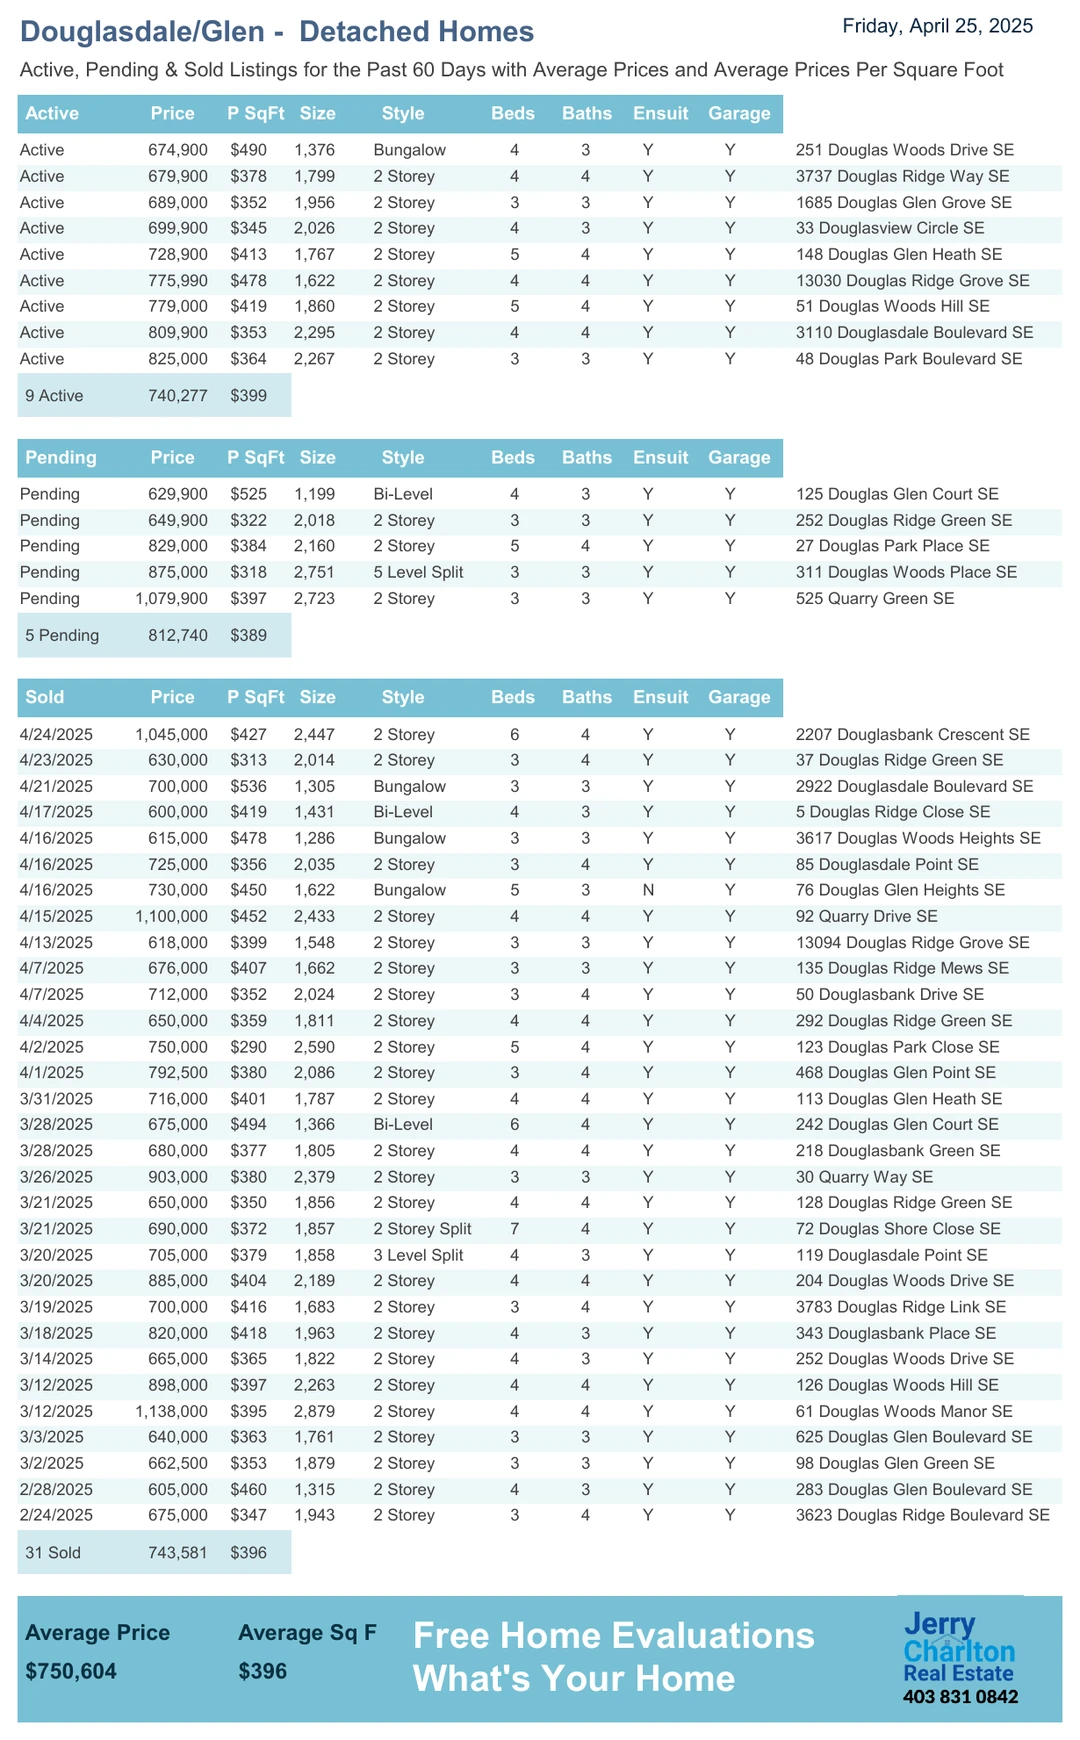 Douglasdale/Glen - Detached Homes
Friday, April 25, 2025
Active, Pending & Sold Listings for the Past 60 Days with Average Prices and Average Prices Per Square Foot
Active Price P SqFt Size Style Beds Baths Ensuit Garage
Active 674,900 $490 1,376 Bungalow 4 3 Y Y 251 Douglas Woods Drive SE
Active 679,900 $378 1,799 2 Storey 4 4 Y Y 3737 Douglas Ridge Way SE
Active 689,000 $352 1,956 2 Storey 3 3 Y Y 1685 Douglas Glen Grove SE
Active 699,900 $345 2,026 2 Storey 4 3 Y Y 33 Douglasview Circle SE
Active 728,900 $413 1,767 2 Storey 5 4 Y Y 148 Douglas Glen Heath SE
Active 775,990 $478 1,622 2 Storey 4 4 Y Y 13030 Douglas Ridge Grove SE
Active 779,000 $419 1,860 2 Storey 5 4 Y Y 51 Douglas Woods Hill SE
Active 809,900 $353 2,295 2 Storey 4 4 Y Y 3110 Douglasdale Boulevard SE
Active 825,000 $364 2,267 2 Storey 3 3 Y Y 48 Douglas Park Boulevard SE
9 Active 740,277 $399
Pending Price P SqFt Size Style Beds Baths Ensuit Garage
Pending 629,900 $525 1,199 Bi-Level 4 3 Y Y 125 Douglas Glen Court SE
Pending 649,900 $322 2,018 2 Storey 3 3 Y Y 252 Douglas Ridge Green SE
Pending 829,000 $384 2,160 2 Storey 5 4 Y Y 27 Douglas Park Place SE
Pending 875,000 $318 2,751 5 Level Split 3 3 Y Y 311 Douglas Woods Place SE
Pending 1,079,900 $397 2,723 2 Storey 3 3 Y Y 525 Quarry Green SE
5 Pending 812,740 $389
Sold Price P SqFt Size Style Beds Baths Ensuit Garage
4/24/2025 1,045,000 $427 2,447 2 Storey 6 4 Y Y 2207 Douglasbank Crescent SE
4/23/2025 630,000 $313 2,014 2 Storey 3 4 Y Y 37 Douglas Ridge Green SE
4/21/2025 700,000 $536 1,305 Bungalow 3 3 Y Y 2922 Douglasdale Boulevard SE
4/17/2025 600,000 $419 1,431 Bi-Level 4 3 Y Y 5 Douglas Ridge Close SE
4/16/2025 615,000 $478 1,286 Bungalow 3 3 Y Y 3617 Douglas Woods Heights SE
4/16/2025 725,000 $356 2,035 2 Storey 3 4 Y Y 85 Douglasdale Point SE
4/16/2025 730,000 $450 1,622 Bungalow 5 3 N Y 76 Douglas Glen Heights SE
4/15/2025 1,100,000 $452 2,433 2 Storey 4 4 Y Y 92 Quarry Drive SE
4/13/2025 618,000 $399 1,548 2 Storey 3 3 Y Y 13094 Douglas Ridge Grove SE
4/7/2025 676,000 $407 1,662 2 Storey 3 3 Y Y 135 Douglas Ridge Mews SE
4/7/2025 712,000 $352 2,024 2 Storey 3 4 Y Y 50 Douglasbank Drive SE
4/4/2025 650,000 $359 1,811 2 Storey 4 4 Y Y 292 Douglas Ridge Green SE
4/2/2025 750,000 $290 2,590 2 Storey 5 4 Y Y 123 Douglas Park Close SE
4/1/2025 792,500 $380 2,086 2 Storey 3 4 Y Y 468 Douglas Glen Point SE
3/31/2025 716,000 $401 1,787 2 Storey 4 4 Y Y 113 Douglas Glen Heath SE
3/28/2025 675,000 $494 1,366 Bi-Level 6 4 Y Y 242 Douglas Glen Court SE
3/28/2025 680,000 $377 1,805 2 Storey 4 4 Y Y 218 Douglasbank Green SE
3/26/2025 903,000 $380 2,379 2 Storey 3 3 Y Y 30 Quarry Way SE
3/21/2025 650,000 $350 1,856 2 Storey 4 4 Y Y 128 Douglas Ridge Green SE
3/21/2025 690,000 $372 1,857 2 Storey Split 7 4 Y Y 72 Douglas Shore Close SE
3/20/2025 705,000 $379 1,858 3 Level Split 4 3 Y Y 119 Douglasdale Point SE
3/20/2025 885,000 $404 2,189 2 Storey 4 4 Y Y 204 Douglas Woods Drive SE
3/19/2025 700,000 $416 1,683 2 Storey 3 4 Y Y 3783 Douglas Ridge Link SE
3/18/2025 820,000 $418 1,963 2 Storey 4 3 Y Y 343 Douglasbank Place SE
3/14/2025 665,000 $365 1,822 2 Storey 4 3 Y Y 252 Douglas Woods Drive SE
3/12/2025 898,000 $397 2,263 2 Storey 4 4 Y Y 126 Douglas Woods Hill SE
3/12/2025 1,138,000 $395 2,879 2 Storey 4 4 Y Y 61 Douglas Woods Manor SE
3/3/2025 640,000 $363 1,761 2 Storey 3 3 Y Y 625 Douglas Glen Boulevard SE
3/2/2025 662,500 $353 1,879 2 Storey 3 3 Y Y 98 Douglas Glen Green SE
2/28/2025 605,000 $460 1,315 2 Storey 4 3 Y Y 283 Douglas Glen Boulevard SE
2/24/2025 675,000 $347 1,943 2 Storey 3 4 Y Y 3623 Douglas Ridge Boulevard SE
31 Sold 743,581 $396
Average Price Average Sq F
$750,604 $396
Free Home Evaluations
What's Your Home
Jerry
Charlton
Real Estate
403 831 0842